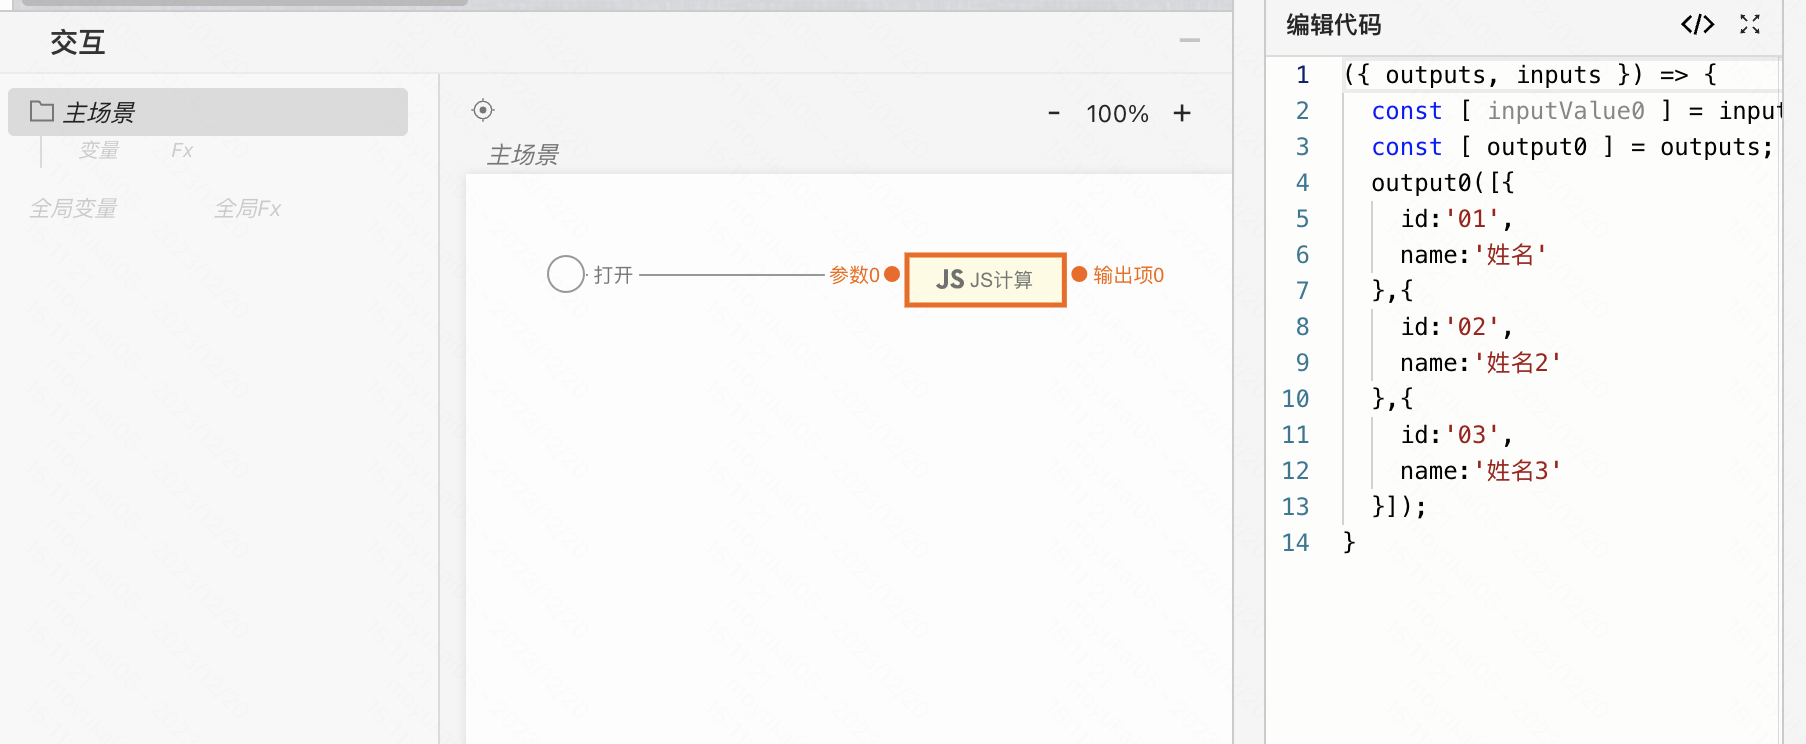 交互
主场景
变量 Fx
全局变量 全局Fx
- 100% +
主场景
打开 参数0 JS JS计算 输出项0
编辑代码 </>
1 ({ outputs, inputs }) => {
2 const [ inputValue0 ] = input
3 const [ output0 ] = outputs;
4 output0([{
5 id:'01',
6 name:'姓名'
7 },{
8 id:'02',
9 name:'姓名2'
10 },{
11 id:'03',
12 name:'姓名3'
13 }]);
14 }